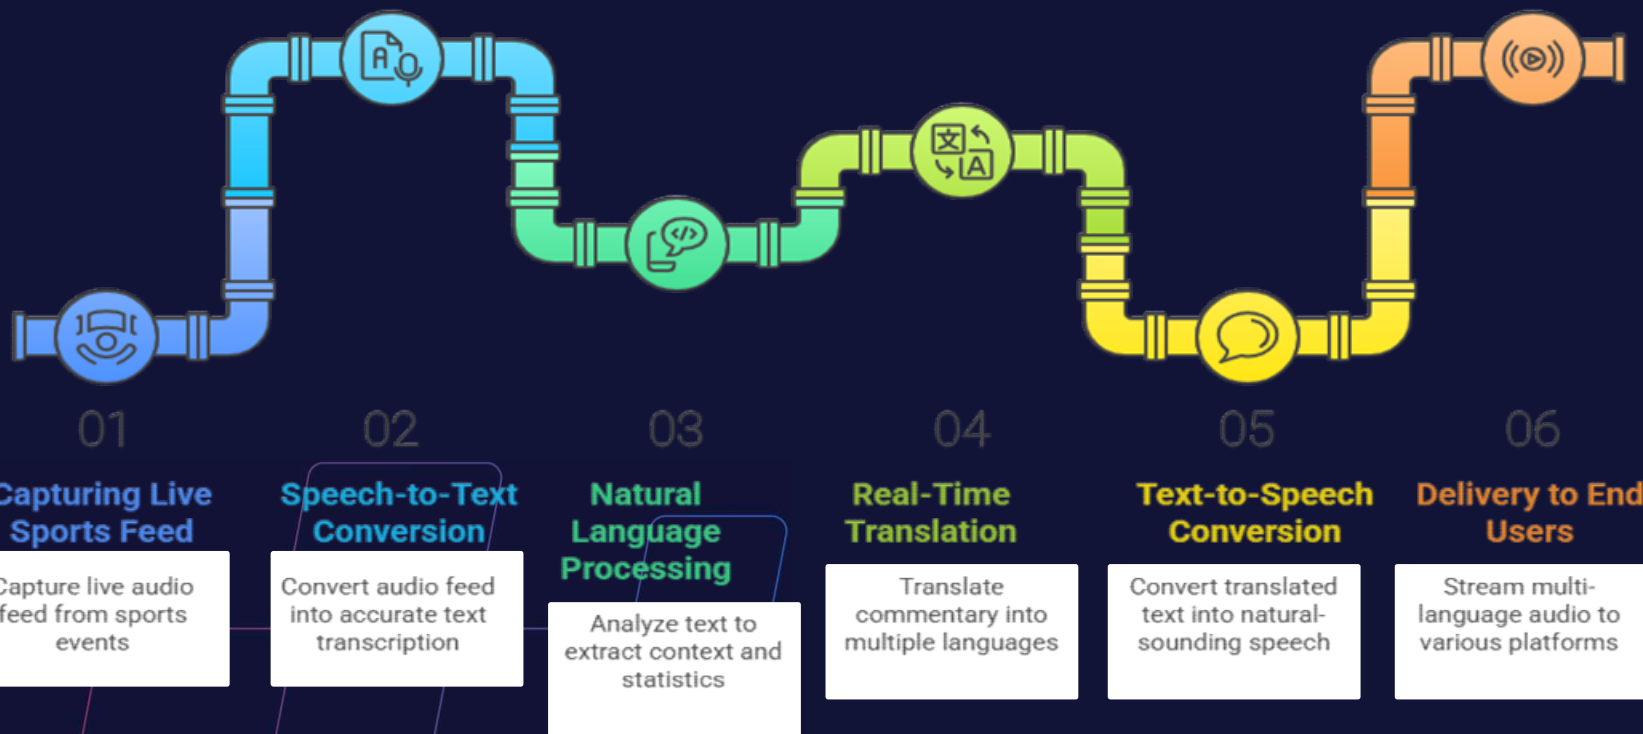 01
Capturing Live
Sports Feed
Capture live audio
feed from sports
events
02
Speech-to-Text
Conversion
Convert audio feed
into accurate text
transcription
03
Natural
Language
Processing
Analyze text to
extract context and
statistics
04
Real-Time
Translation
Translate
commentary into
multiple languages
05
Text-to-Speech
Conversion
Convert translated
text into natural-
sounding speech
06
Delivery to End
Users
Stream multi-
language audio to
various platforms